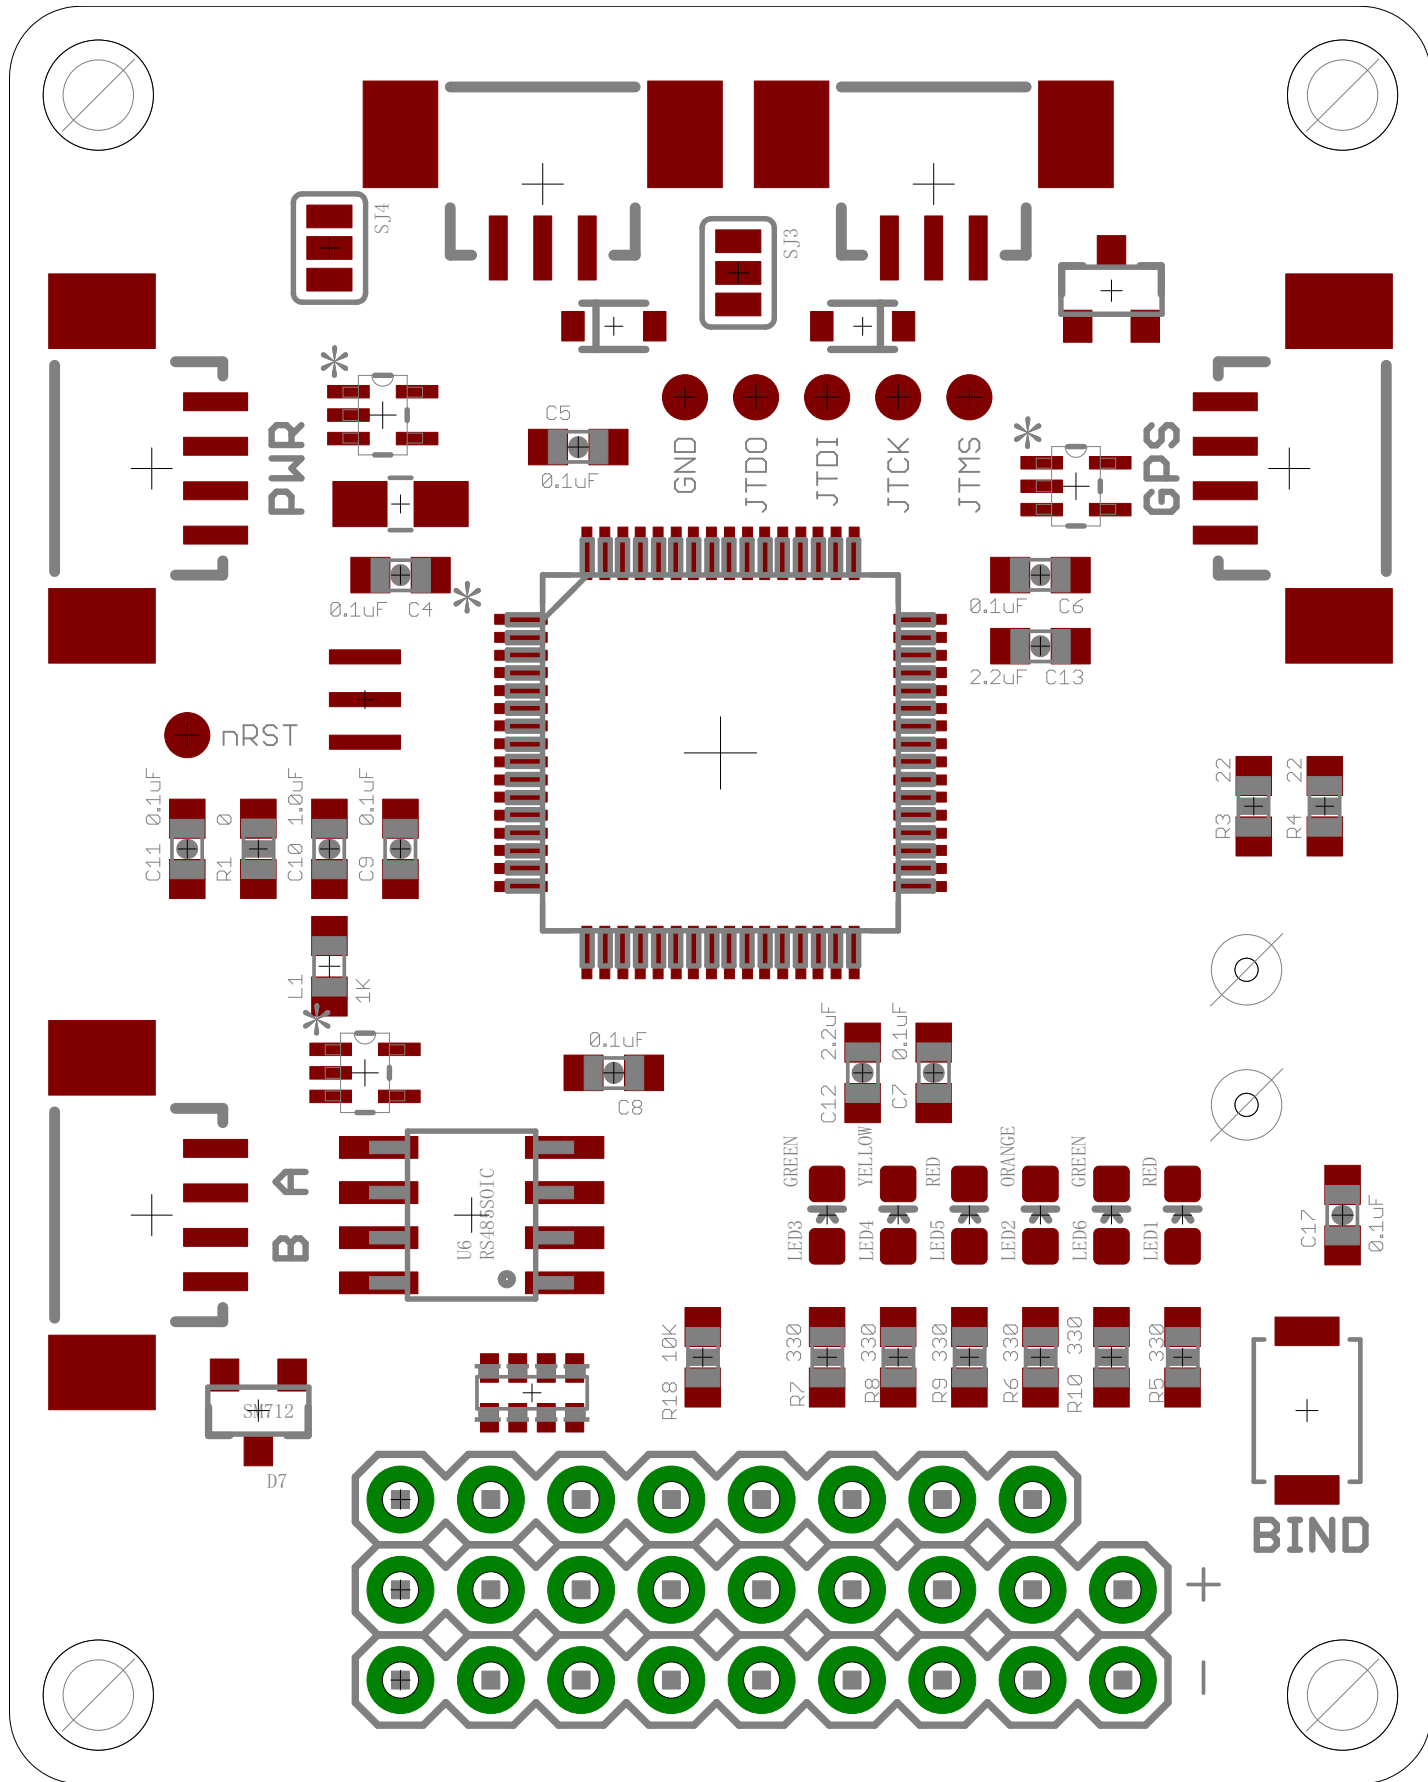 SJ4
SJ3
*
PWR
C5
0.1uF
GND
JTDO
JTDI
JTCK
JTMS
*
GPS
0.1uF C4
*
0.1uF C6
2.2uF C13
nRST
C11 0.1uF
R1 0
C10 1.0uF
C9 0.1uF
R3 22
R4 22
L1
1K
*
0.1uF
C8
C12 2.2uF
C7 0.1uF
B A
U6
RS485SOIC
LED3 GREEN
LED4 YELLOW
LED5 RED
LED2 ORANGE
LED6 GREEN
LED1 RED
C17
0.1uF
R18 10K
R7 330
R8 330
R9 330
R6 330
R10 330
R5 330
SM712
D7
BIND
+
-